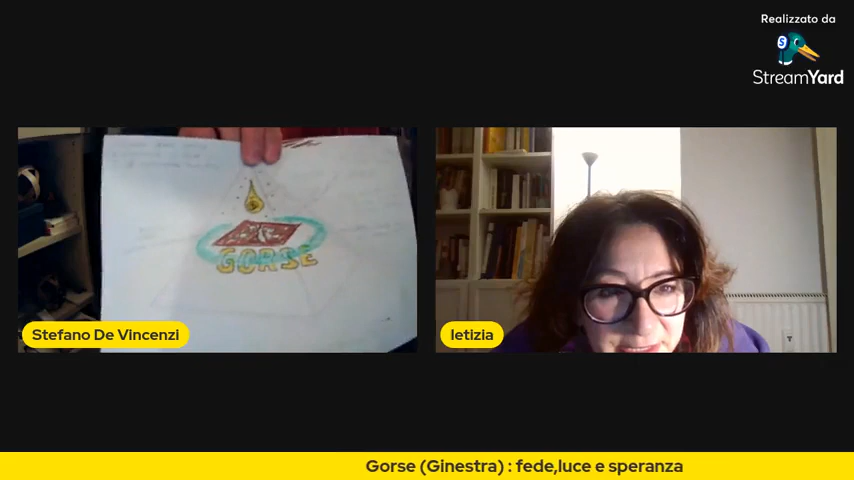 Realizzato da
StreamYard
GORSE
Stefano De Vincenzi
letizia
Gorse (Ginestra) : fede,luce e speranza